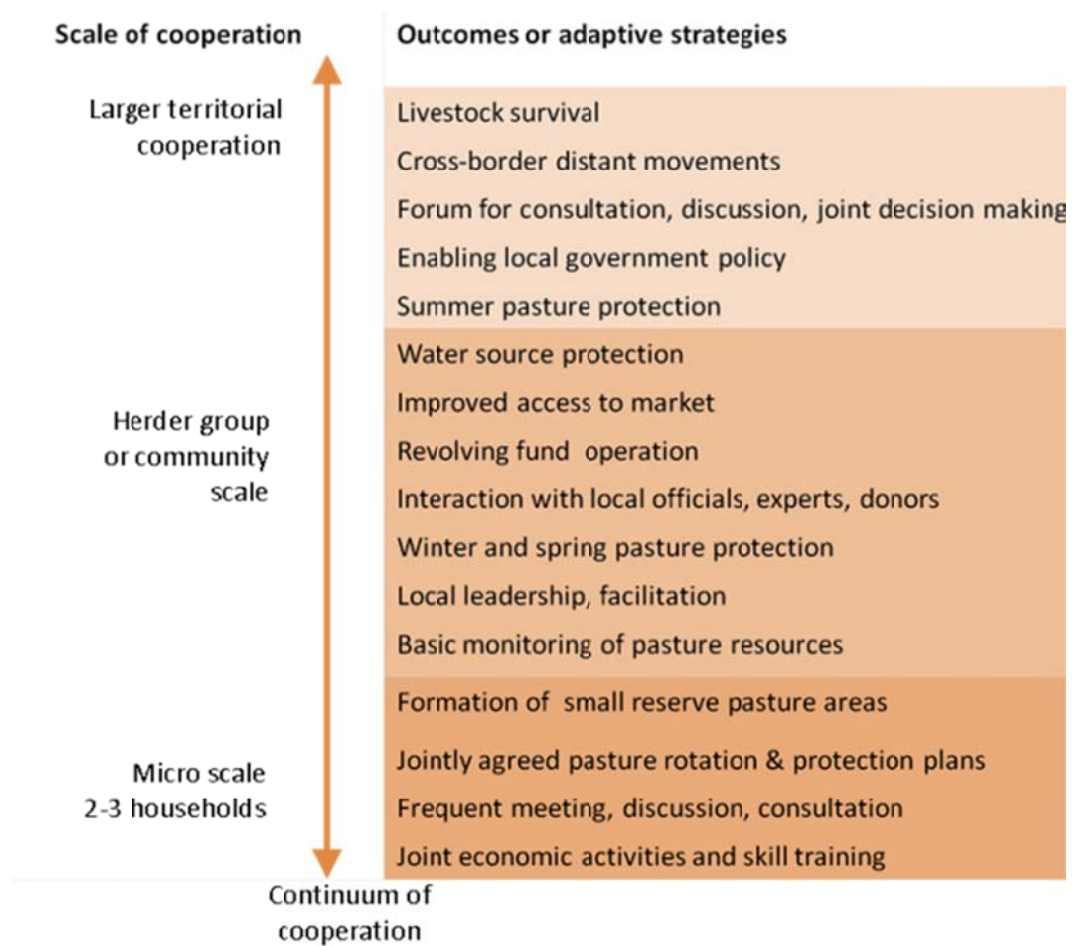 Scale of cooperation
Outcomes or adaptive strategies
Larger territorial
cooperation
Livestock survival
Cross-border distant movements
Forum for consultation, discussion, joint decision making
Enabling local government policy
Summer pasture protection
Herder group
or community
scale
Water source protection
Improved access to market
Revolving fund operation
Interaction with local officials, experts, donors
Winter and spring pasture protection
Local leadership, facilitation
Basic monitoring of pasture resources
Micro scale
2-3 households
Formation of small reserve pasture areas
Jointly agreed pasture rotation & protection plans
Frequent meeting, discussion, consultation
Joint economic activities and skill training
Continuum of
cooperation